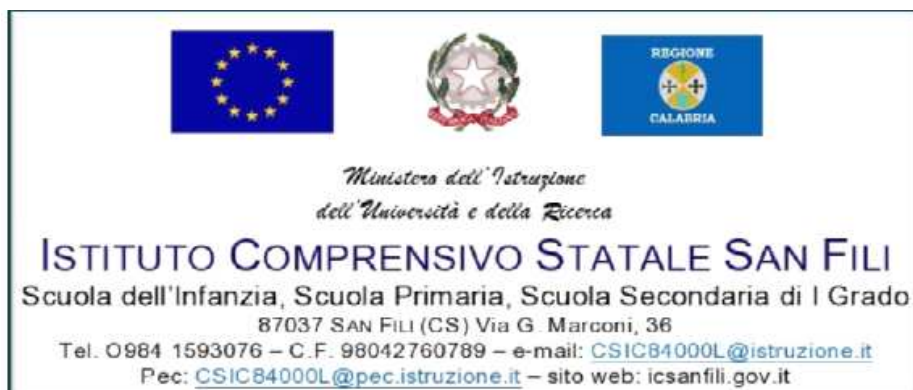 REGIONE
CALABRIA
Ministero dell'Istruzione
dell'Università e della Ricerca
ISTITUTO COMPRENSIVO STATALE SAN FILI
Scuola dell'Infanzia, Scuola Primaria, Scuola Secondaria di I Grado
87037 SAN FILI (CS) Via G. Marconi, 36
Tel. O984 1593076 – C.F. 98042760789 – e-mail: CSIC84000L@istruzione.it
Pec: CSIC84000L@pec.istruzione.it – sito web: icsanfili.gov.it